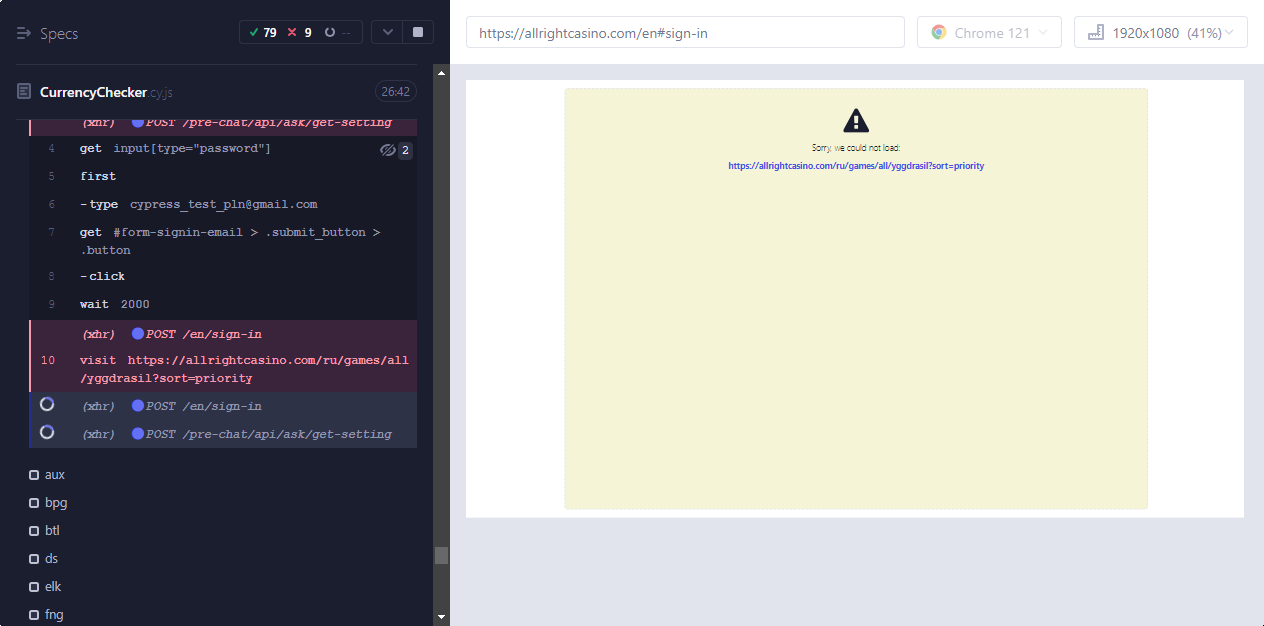 Specs
79
9
--
CurrencyChecker.cy.js
26:42
(xhr) POST /pre-chat/api/ask/get-setting
4 get input[type="password"]
2
5 first
6 -type cypress_test_pln@gmail.com
7 get #form-signin-email > .submit_button >
.button
8 -click
9 wait 2000
(xhr) POST /en/sign-in
10 visit https://allrightcasino.com/ru/games/all
/yggdrasil?sort=priority
(xhr) POST /en/sign-in
(xhr) POST /pre-chat/api/ask/get-setting
aux
bpg
btl
ds
elk
fng
https://allrightcasino.com/en#sign-in
Chrome 121
1920x1080 (41%)
Sorry, we could not load:
https://allrightcasino.com/ru/games/all/yggdrasil?sort=priority